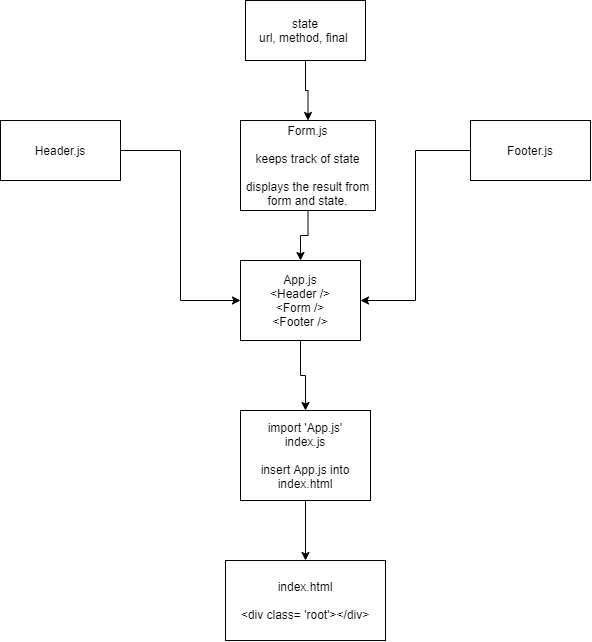 state
url, method, final
Header.js
Form.js
keeps track of state
displays the result from
form and state.
Footer.js
App.js
<Header />
<Form />
<Footer />
import 'App.js'
index.js
insert App.js into
index.html
index.html
<div class= 'root'></div>